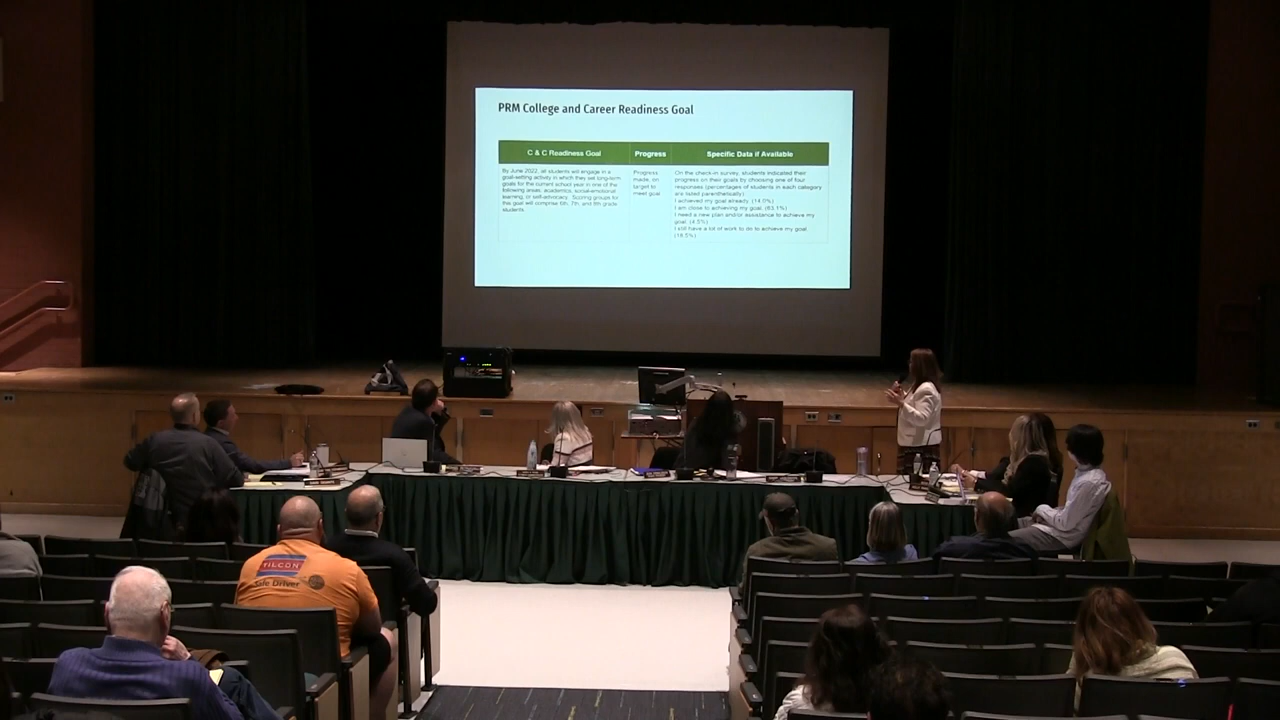 PRM College and Career Readiness Goal
C & C Readiness Goal
Progress
Specific Data if Available
By June 2022, all students will engage in a
goal-setting activity in which they set long-term
goals for the current school year in one of the
following areas: academics, social-emotional
learning, or self-advocacy. Scoring groups for
this goal will comprise 6th, 7th, and 8th grade
students.
Progress
made, on
target to
meet goal
On the check-in survey, students indicated their
progress on their goals by choosing one of four
responses (percentages of students in each category
are listed parenthetically)
I achieved my goal already. (14.0%)
I am close to achieving my goal. (63.1%)
I need a new plan and/or assistance to achieve my
goal. (4.5%)
I still have a lot of work to do to achieve my goal.
(18.5%)
TILCON
Safe Driver